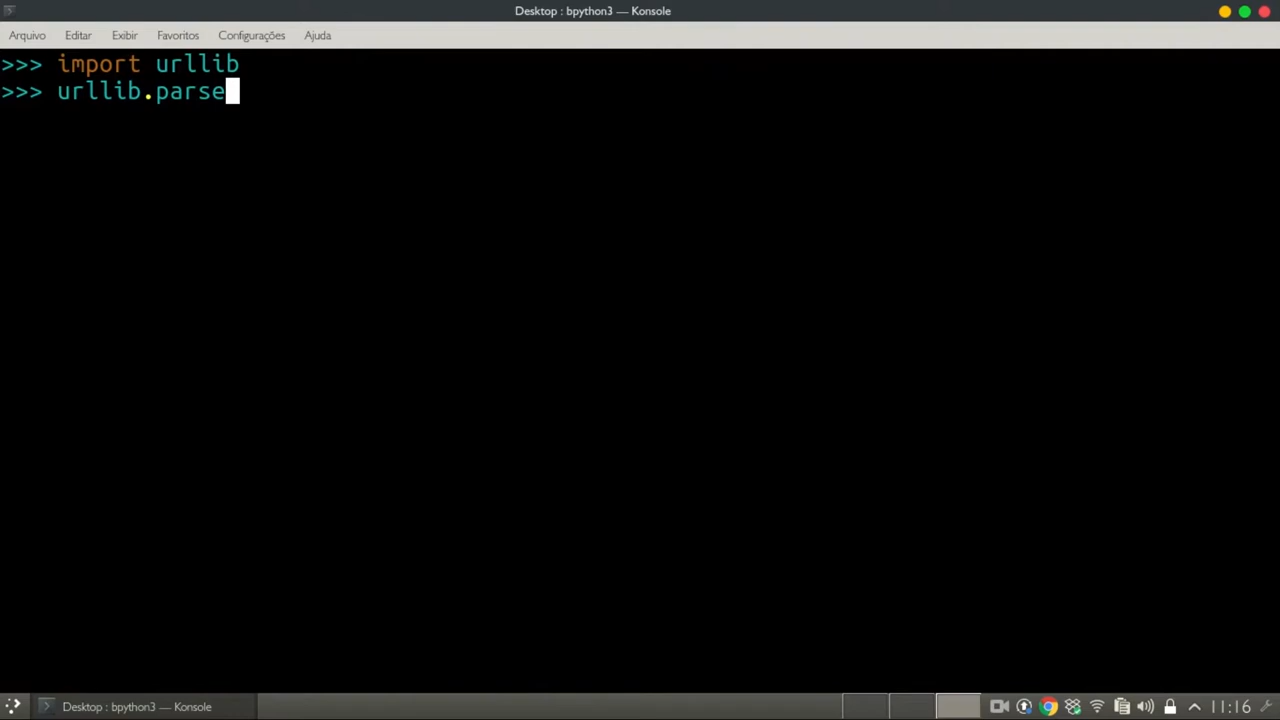 Desktop : bpython3 — Konsole
Arquivo Editar Exibir Favoritos Configurações Ajuda
>>> import urllib
>>> urllib.parse
Desktop : bpython3 — Konsole 11:16